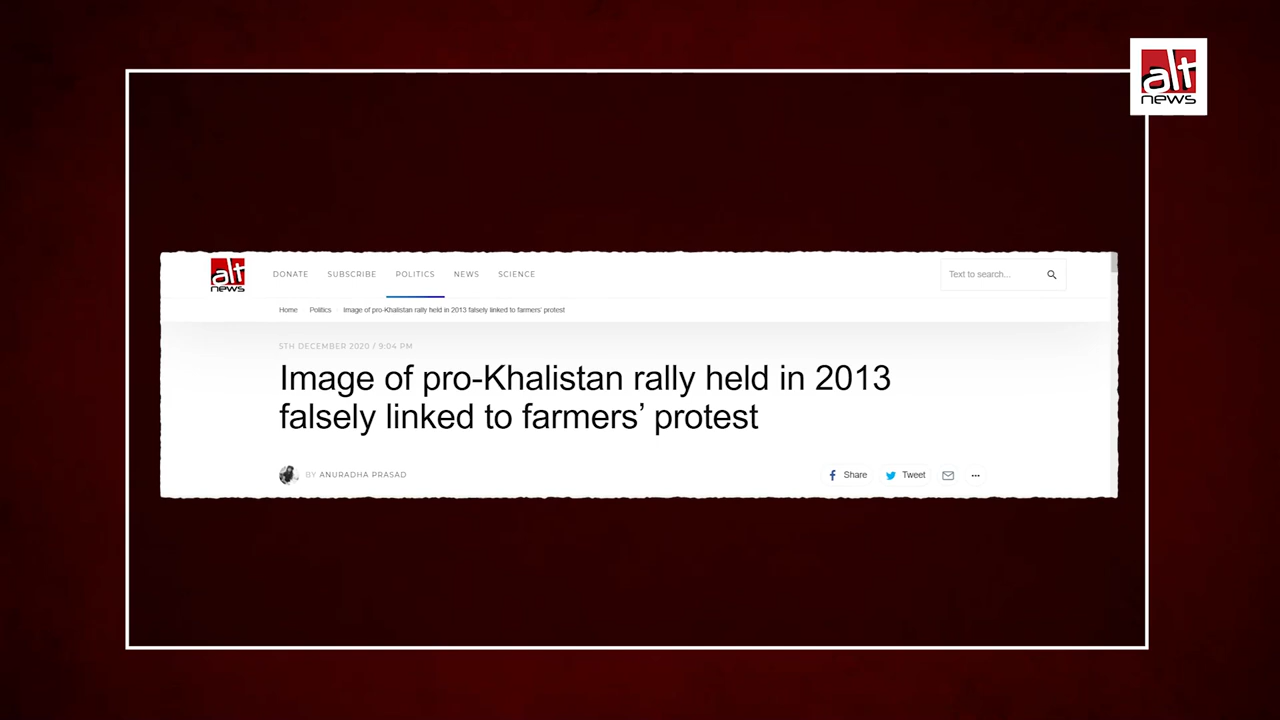 alt
news
alt
news
DONATE SUBSCRIBE POLITICS NEWS SCIENCE Text to search...
Home Politics Image of pro-Khalistan rally held in 2013 falsely linked to farmers' protest
5TH DECEMBER 2020 / 9:04 PM
Image of pro-Khalistan rally held in 2013
falsely linked to farmers’ protest
BY ANURADHA PRASAD Share Tweet ...